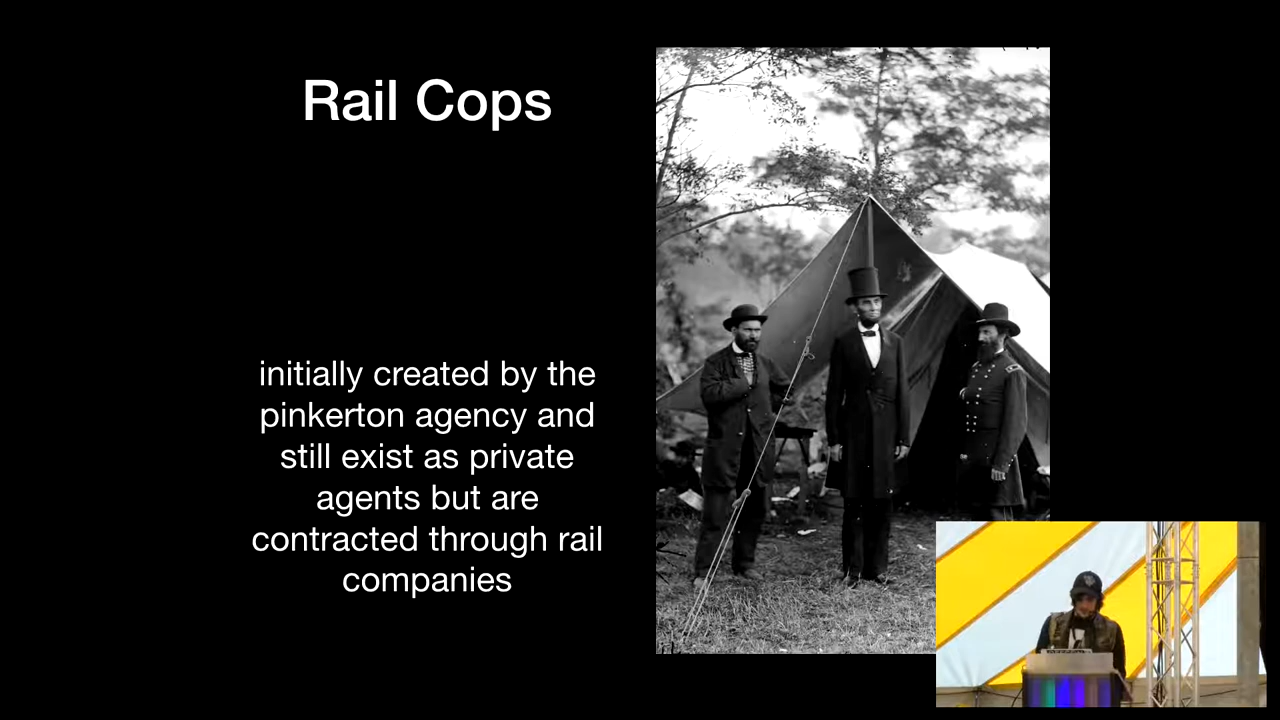 Rail Cops
initially created by the
pinkerton agency and
still exist as private
agents but are
contracted through rail
companies